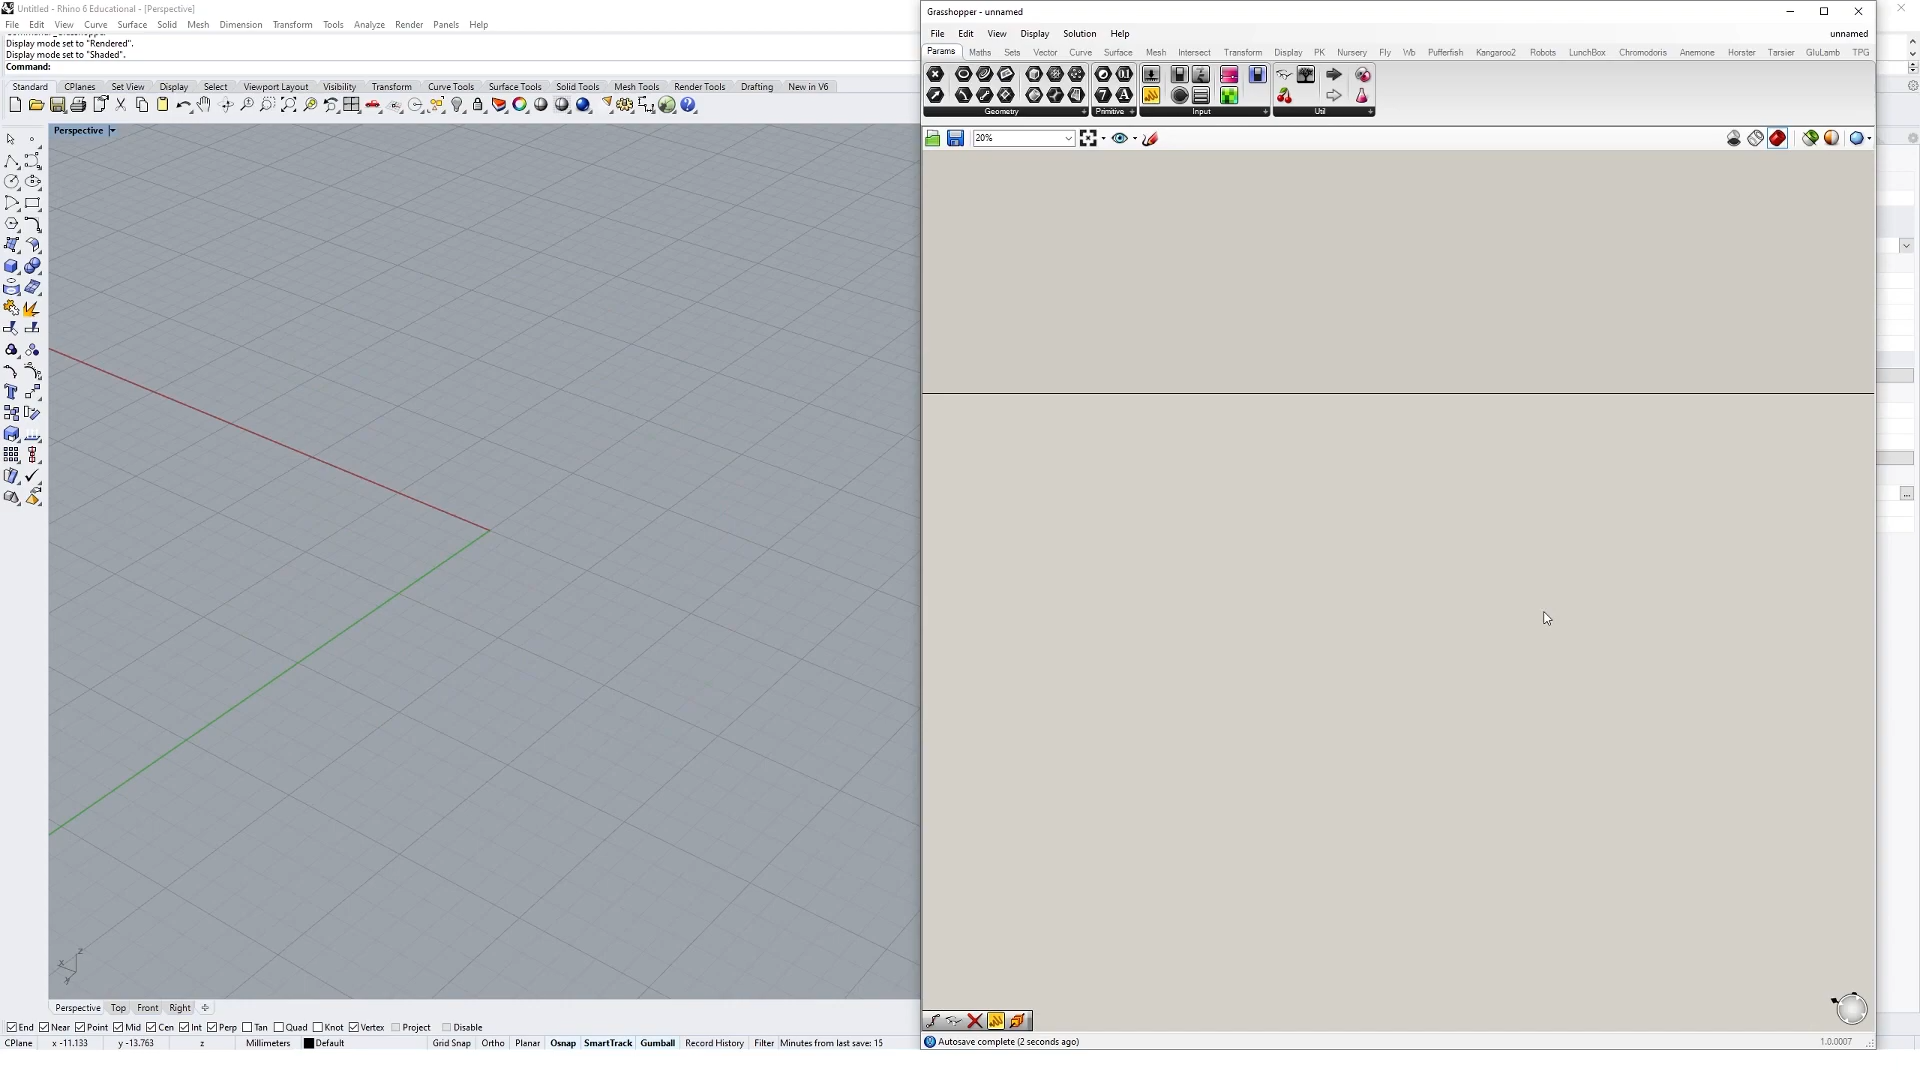 Untitled - Rhino 6 Educational - [Perspective]
File Edit View Curve Surface Solid Mesh Dimension Transform Tools Analyze Render Panels Help
Display mode set to "Rendered".
Display mode set to "Shaded".
Command:
Standard CPlanes Set View Display Select Viewport Layout Visibility Transform Curve Tools Surface Tools Solid Tools Mesh Tools Render Tools Drafting New in V6
Perspective
z
x
y
Perspective Top Front Right
End Near Point Mid Cen Int Perp Tan Quad Knot Vertex Project Disable
CPlane x -11.133 y -13.763 z Millimeters Default Grid Snap Ortho Planar Osnap SmartTrack Gumball Record History Filter Minutes from last save: 15
Grasshopper - unnamed
File Edit View Display Solution Help unnamed
Params Maths Sets Vector Curve Surface Mesh Intersect Transform Display PK Nursery Fly Wb Pufferfish Kangaroo2 Robots LunchBox Chromodoris Anemone Horster Tarsier GluLamb TPG
Geometry Primitive Input Util
20%
Autosave complete (2 seconds ago) 1.0.0007